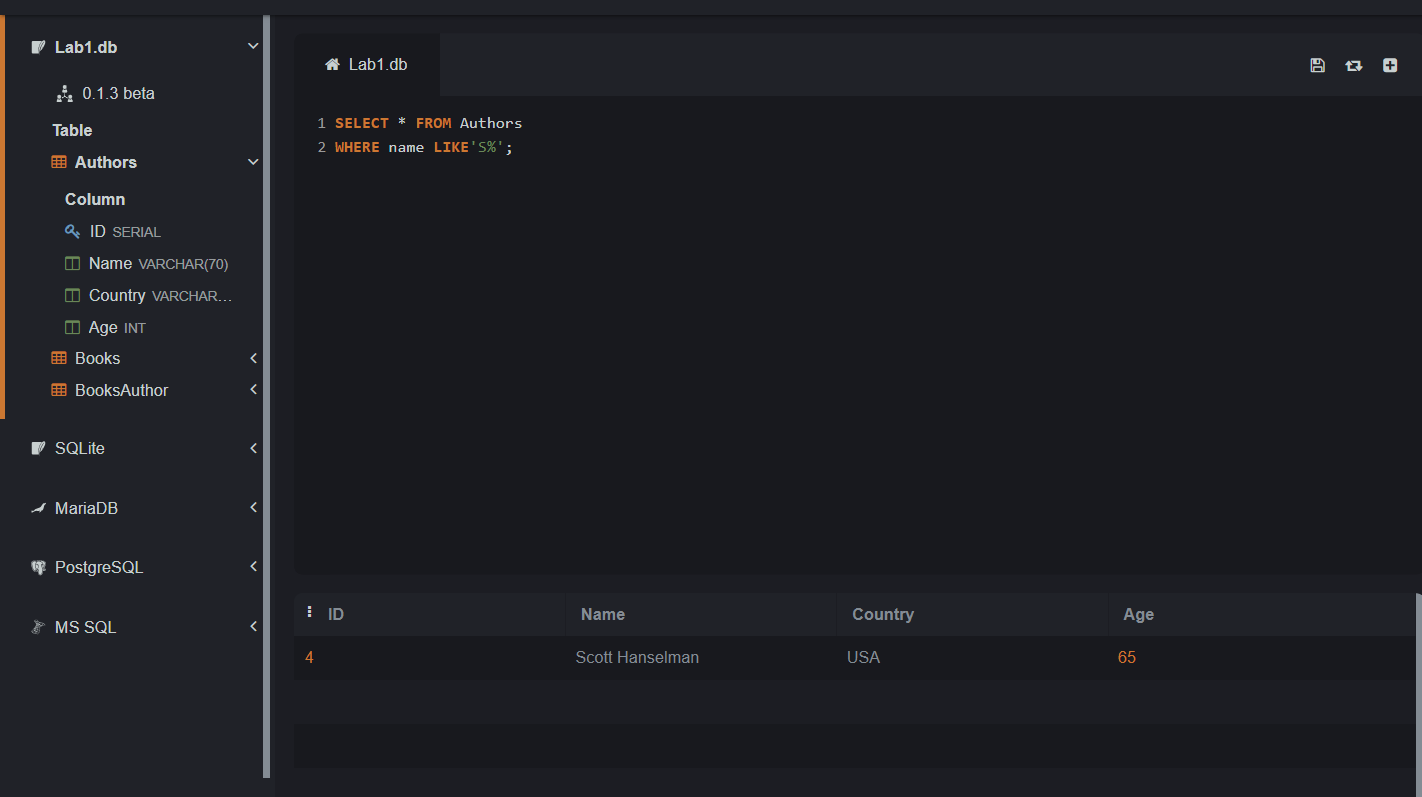 Lab1.db
0.1.3 beta
Table
Authors
Column
ID SERIAL
Name VARCHAR(70)
Country VARCHAR…
Age INT
Books
BooksAuthor
SQLite
MariaDB
PostgreSQL
MS SQL
Lab1.db
1 SELECT * FROM Authors
2 WHERE name LIKE'S%';
ID Name Country Age
4 Scott Hanselman USA 65